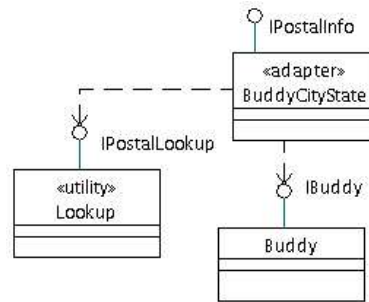 IPostalInfo
«adapter»
BuddyCityState
IPostalLookup
«utility»
Lookup
IBuddy
Buddy